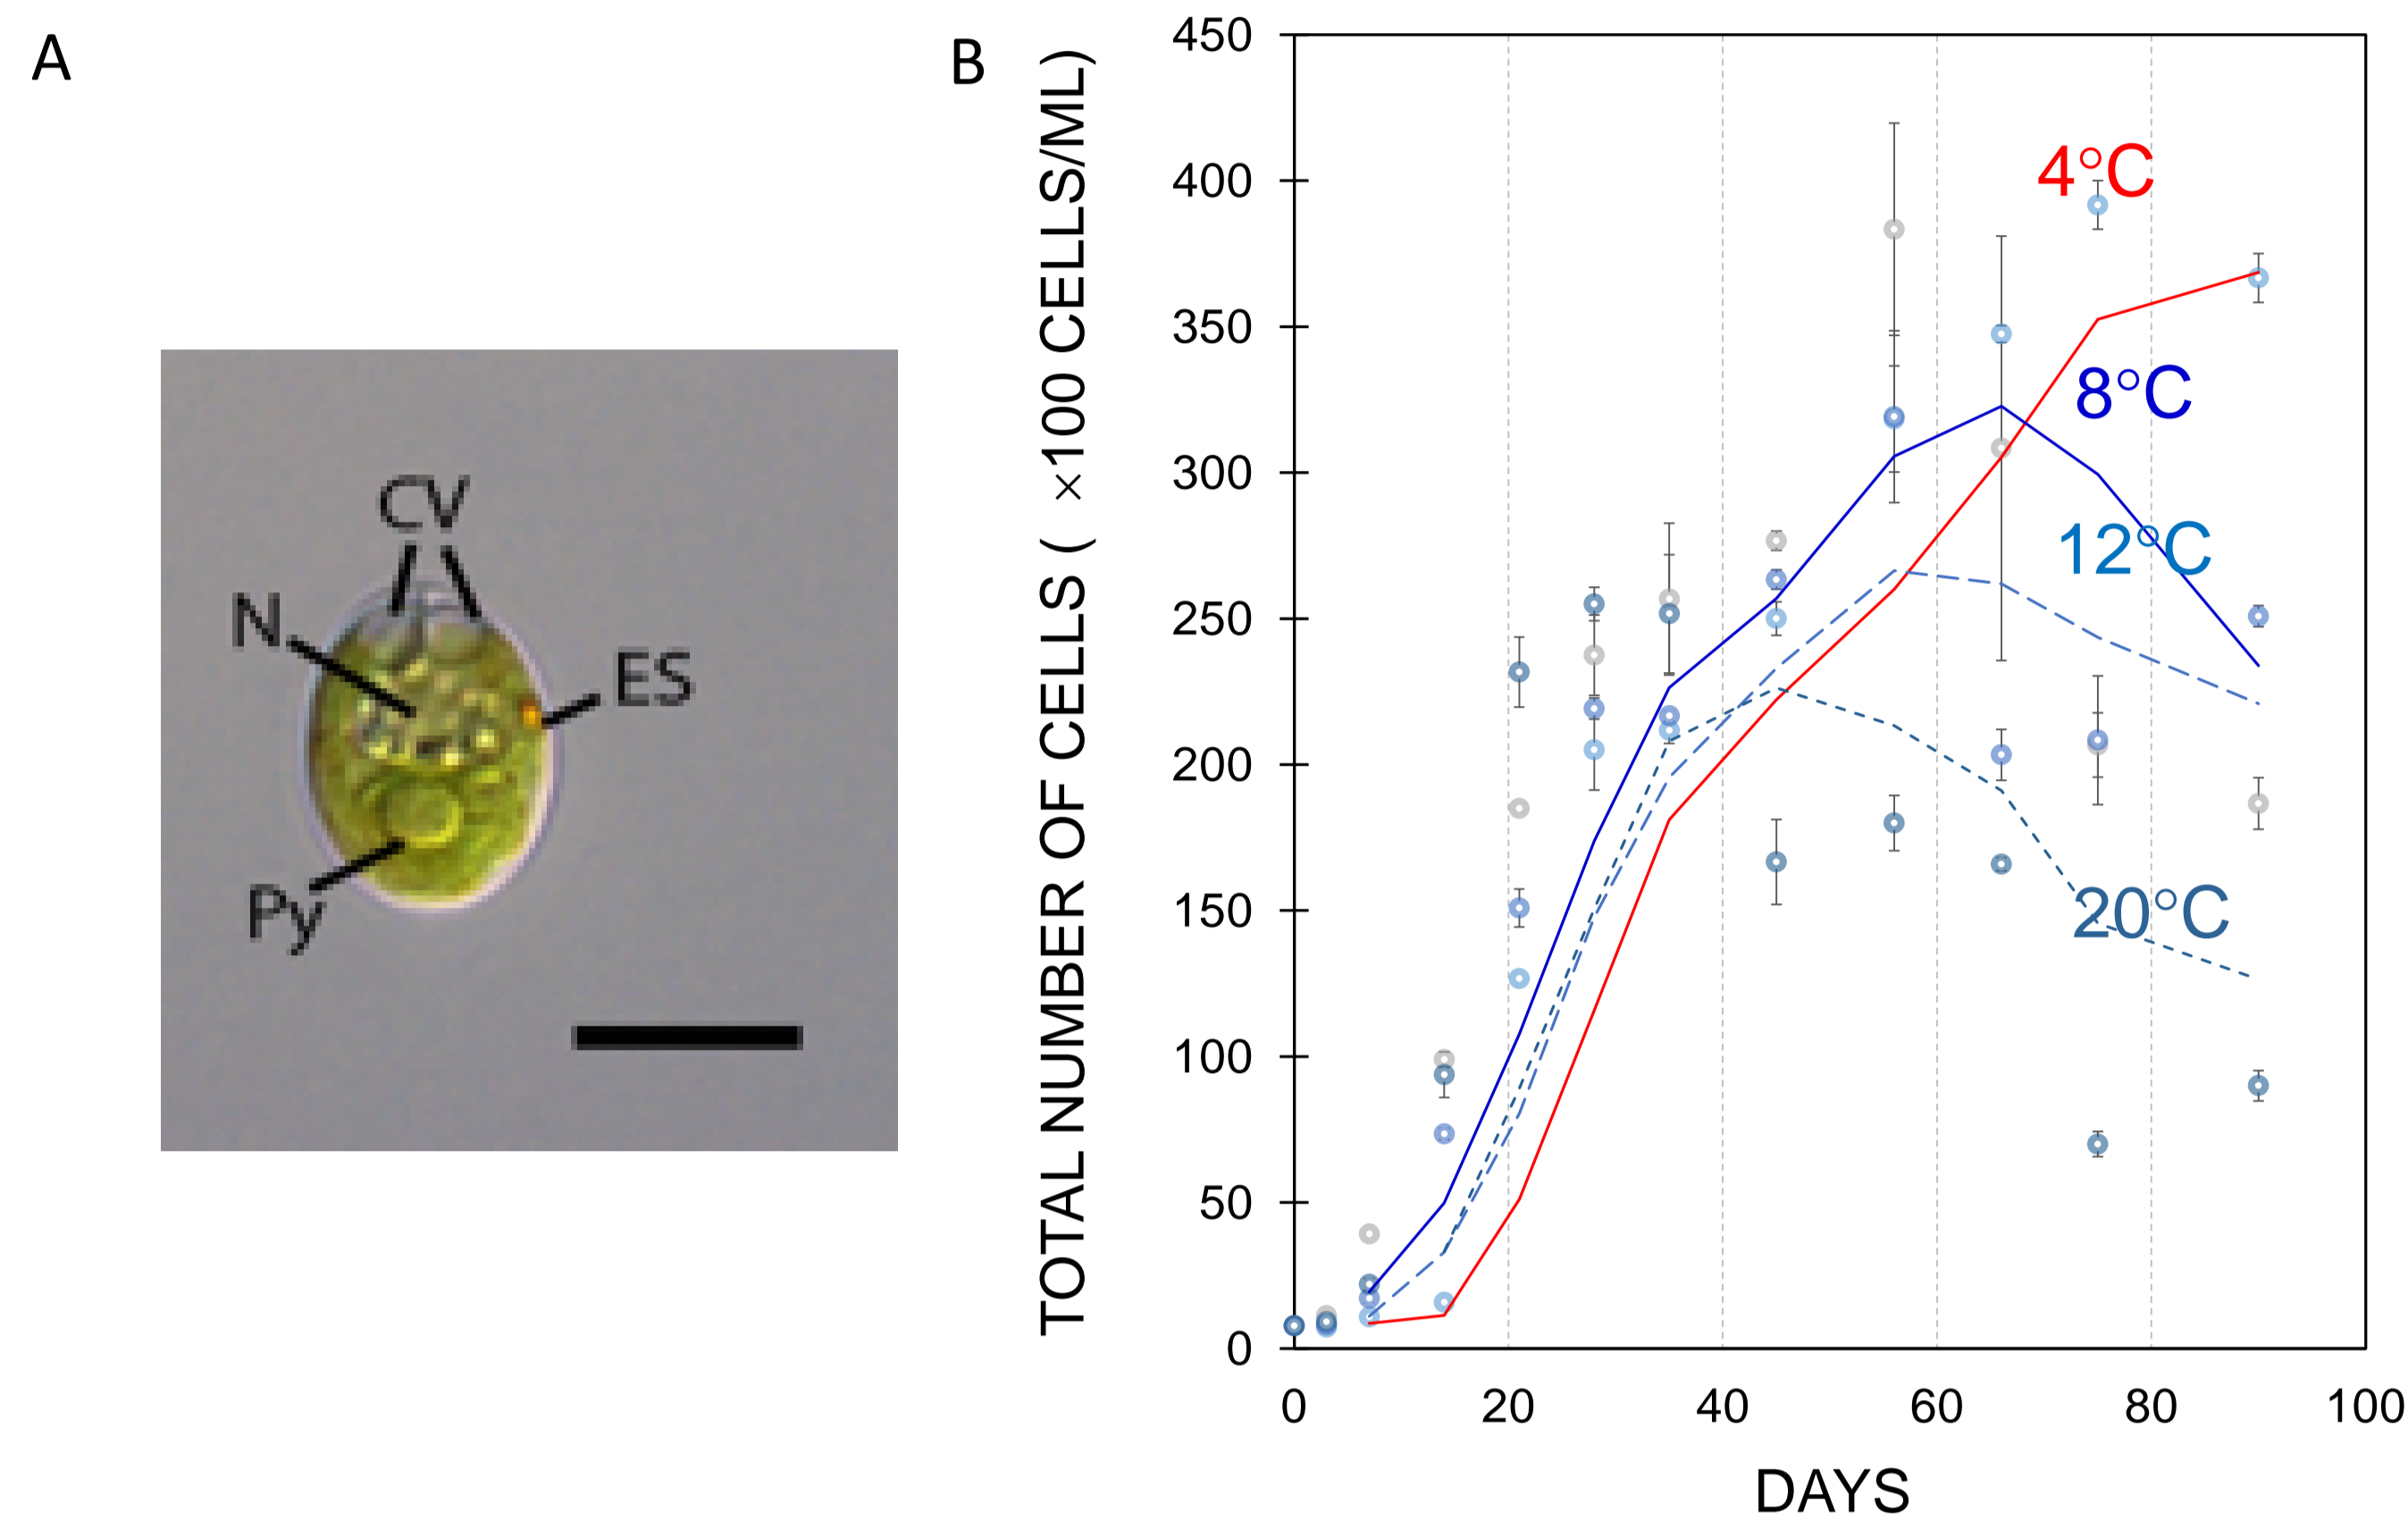 A
CV
N
ES
Py
B
TOTAL NUMBER OF CELLS ( ×100 CELLS/ML)
450
400
350
300
250
200
150
100
50
0
4°C
8°C
12°C
20°C
0 20 40 60 80 100
DAYS